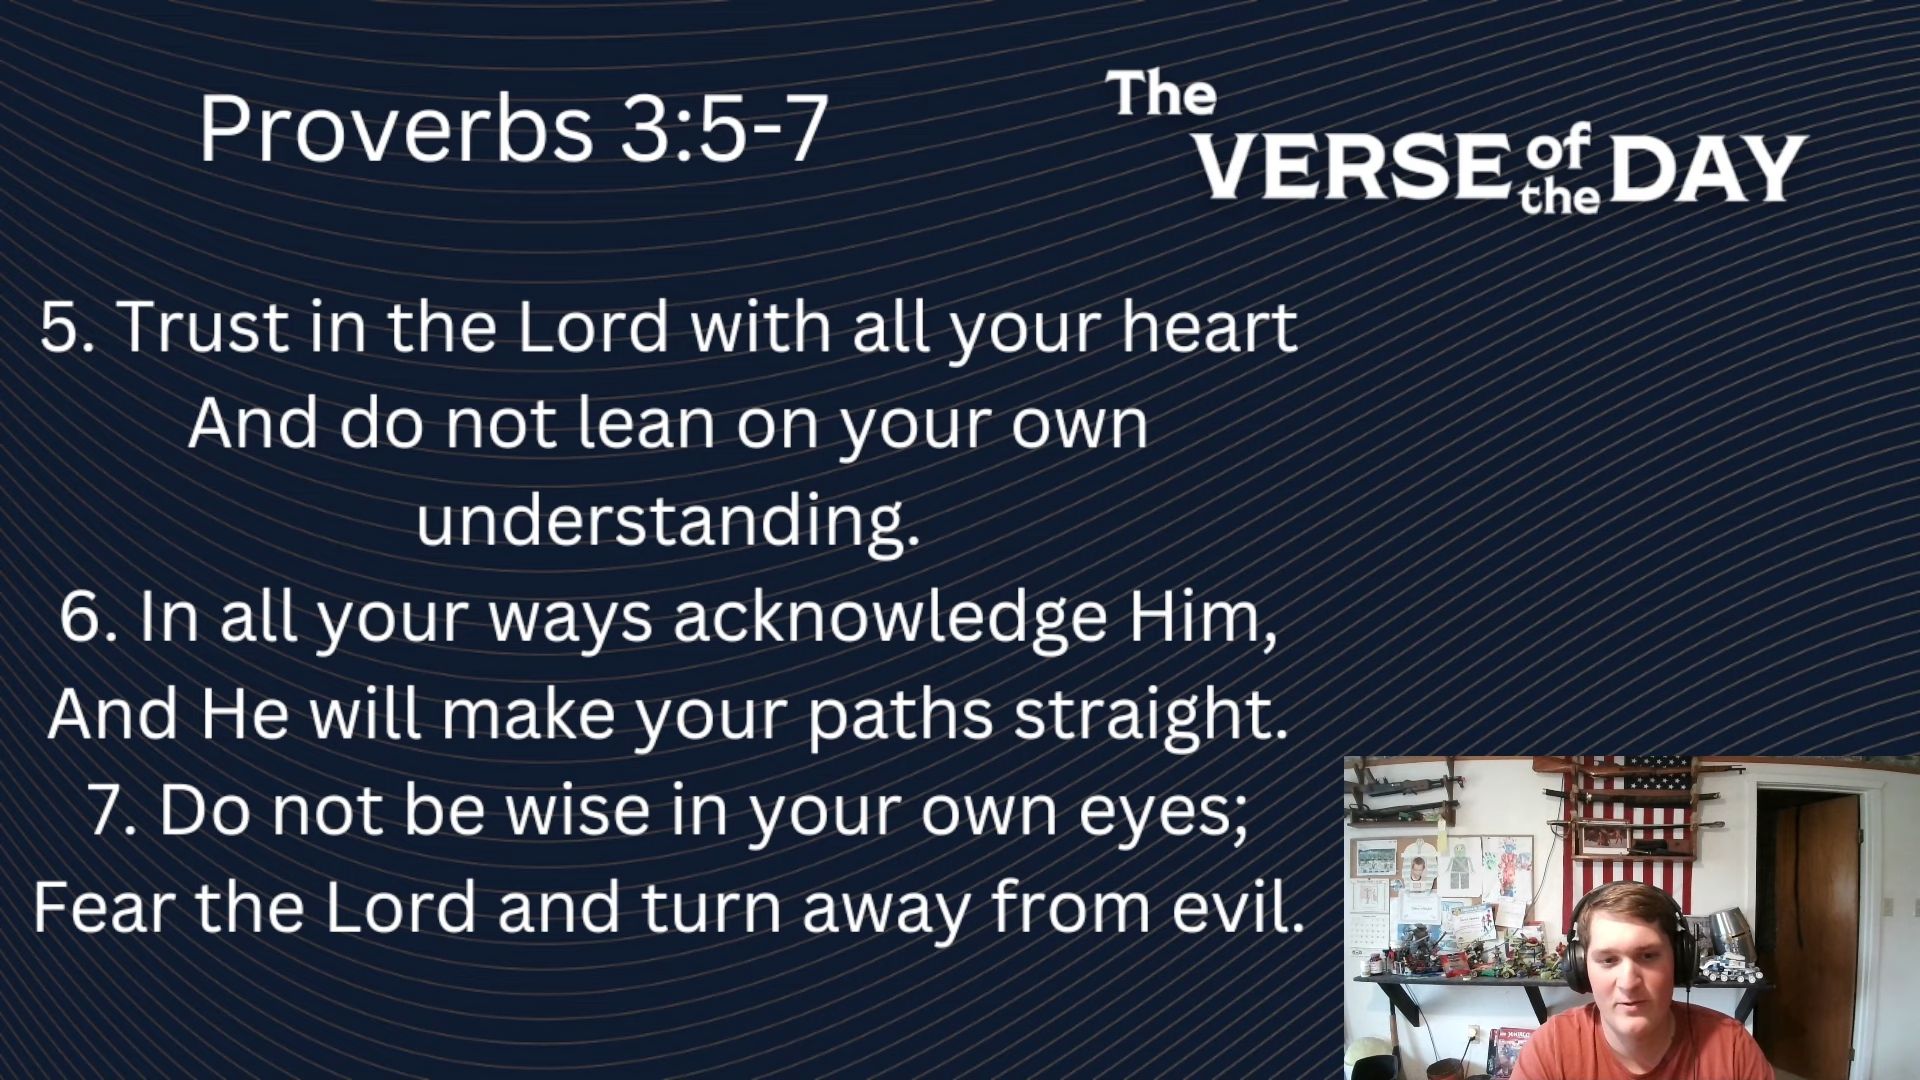 Proverbs 3:5-7
The
VERSE of the DAY
5. Trust in the Lord with all your heart
And do not lean on your own
understanding.
6. In all your ways acknowledge Him,
And He will make your paths straight.
7. Do not be wise in your own eyes;
Fear the Lord and turn away from evil.